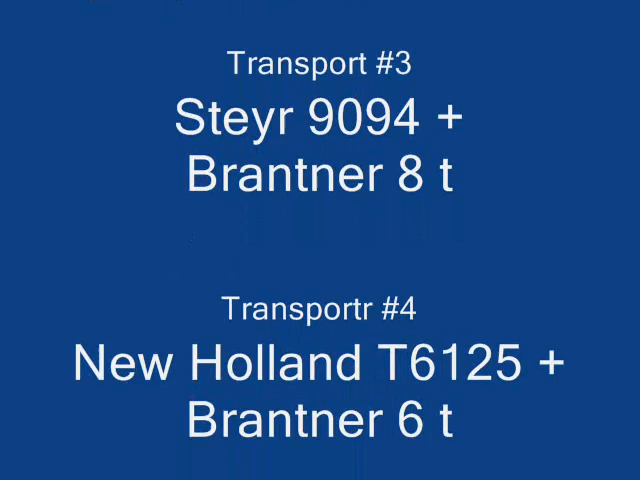 Transport #3
Steyr 9094 +
Brantner 8 t
Transportr #4
New Holland T6125 +
Brantner 6 t